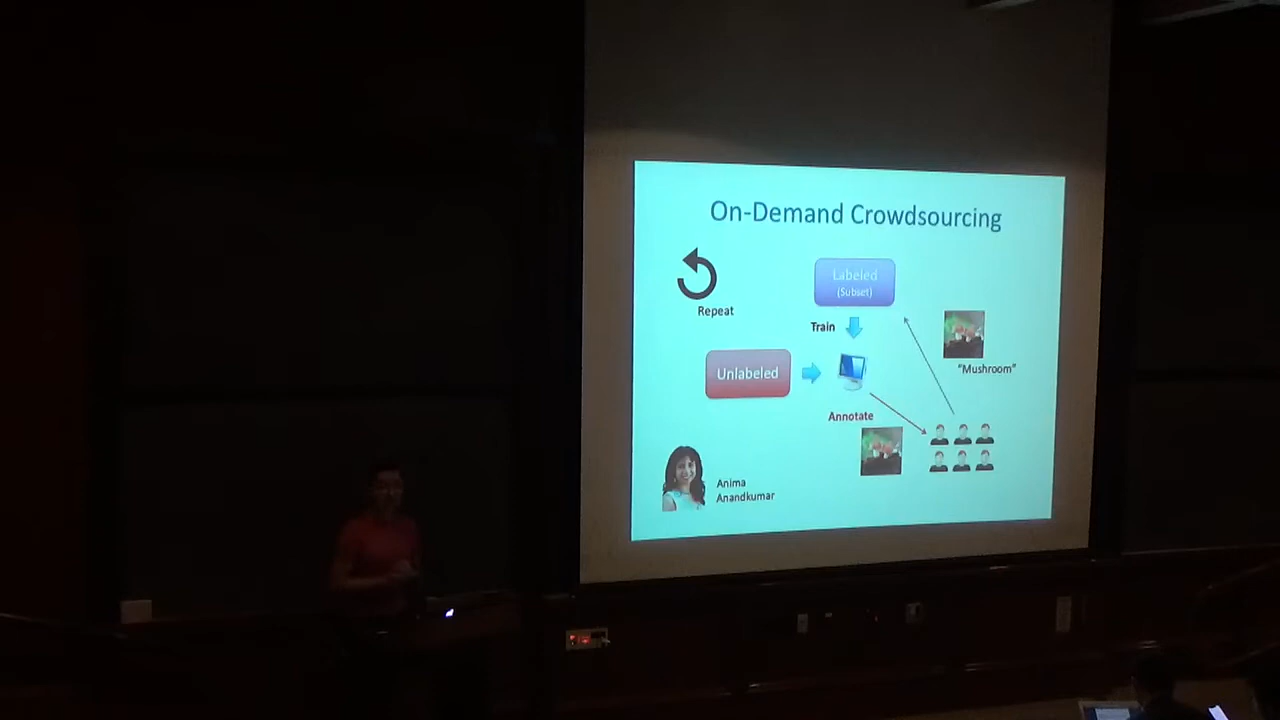 On-Demand Crowdsourcing
Repeat
Labeled
(Subset)
Train
Unlabeled
"Mushroom"
Annotate
Anima
Anandkumar